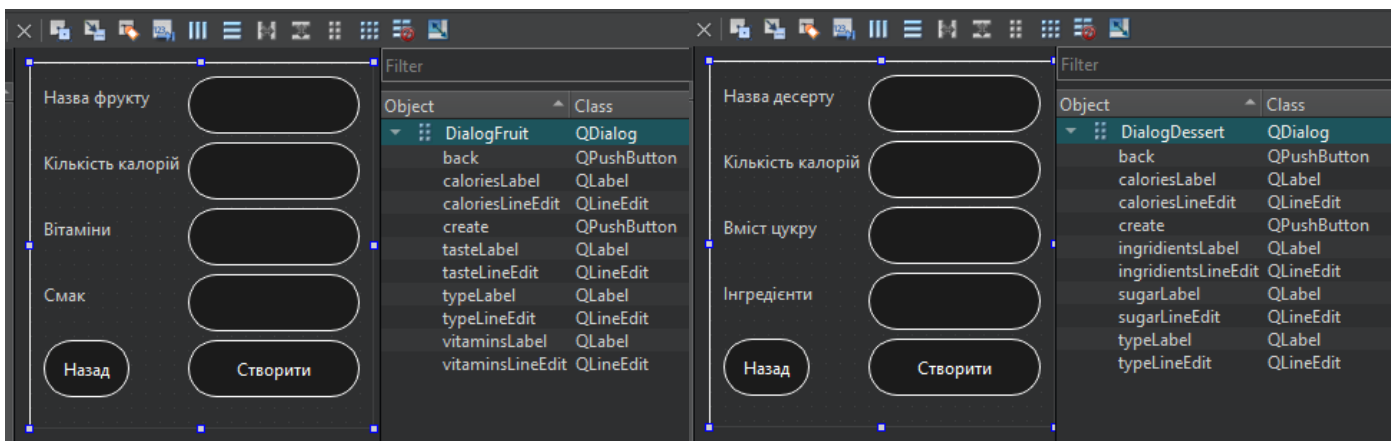 Filter
Object Class
DialogFruit QDialog
back QPushButton
caloriesLabel QLabel
caloriesLineEdit QLineEdit
create QPushButton
tasteLabel QLabel
tasteLineEdit QLineEdit
typeLabel QLabel
typeLineEdit QLineEdit
vitaminsLabel QLabel
vitaminsLineEdit QLineEdit
Назва фрукту
Кількість калорій
Вітаміни
Смак
Назад Створити
Filter
Object Class
DialogDessert QDialog
back QPushButton
caloriesLabel QLabel
caloriesLineEdit QLineEdit
create QPushButton
ingridientsLabel QLabel
ingridientsLineEdit QLineEdit
sugarLabel QLabel
sugarLineEdit QLineEdit
typeLabel QLabel
typeLineEdit QLineEdit
Назва десерту
Кількість калорій
Вміст цукру
Інгредієнти
Назад Створити